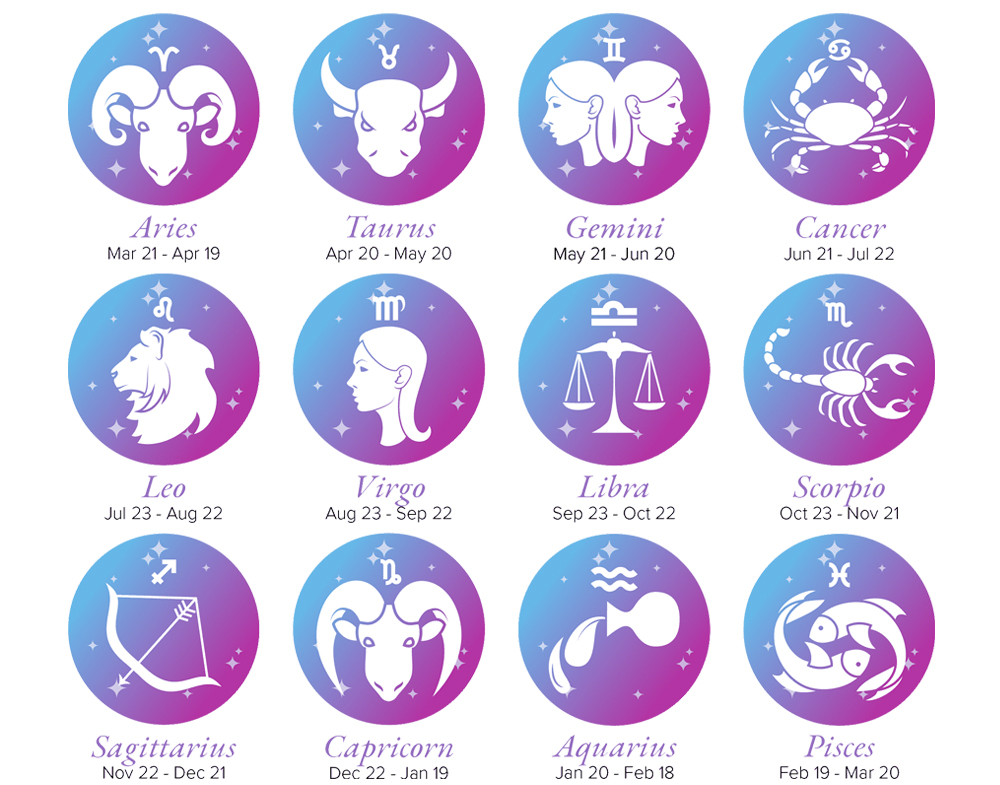 Aries
Mar 21 - Apr 19
Taurus
Apr 20 - May 20
Gemini
May 21 - Jun 20
Cancer
Jun 21 - Jul 22
Leo
Jul 23 - Aug 22
Virgo
Aug 23 - Sep 22
Libra
Sep 23 - Oct 22
Scorpio
Oct 23 - Nov 21
Sagittarius
Nov 22 - Dec 21
Capricorn
Dec 22 - Jan 19
Aquarius
Jan 20 - Feb 18
Pisces
Feb 19 - Mar 20